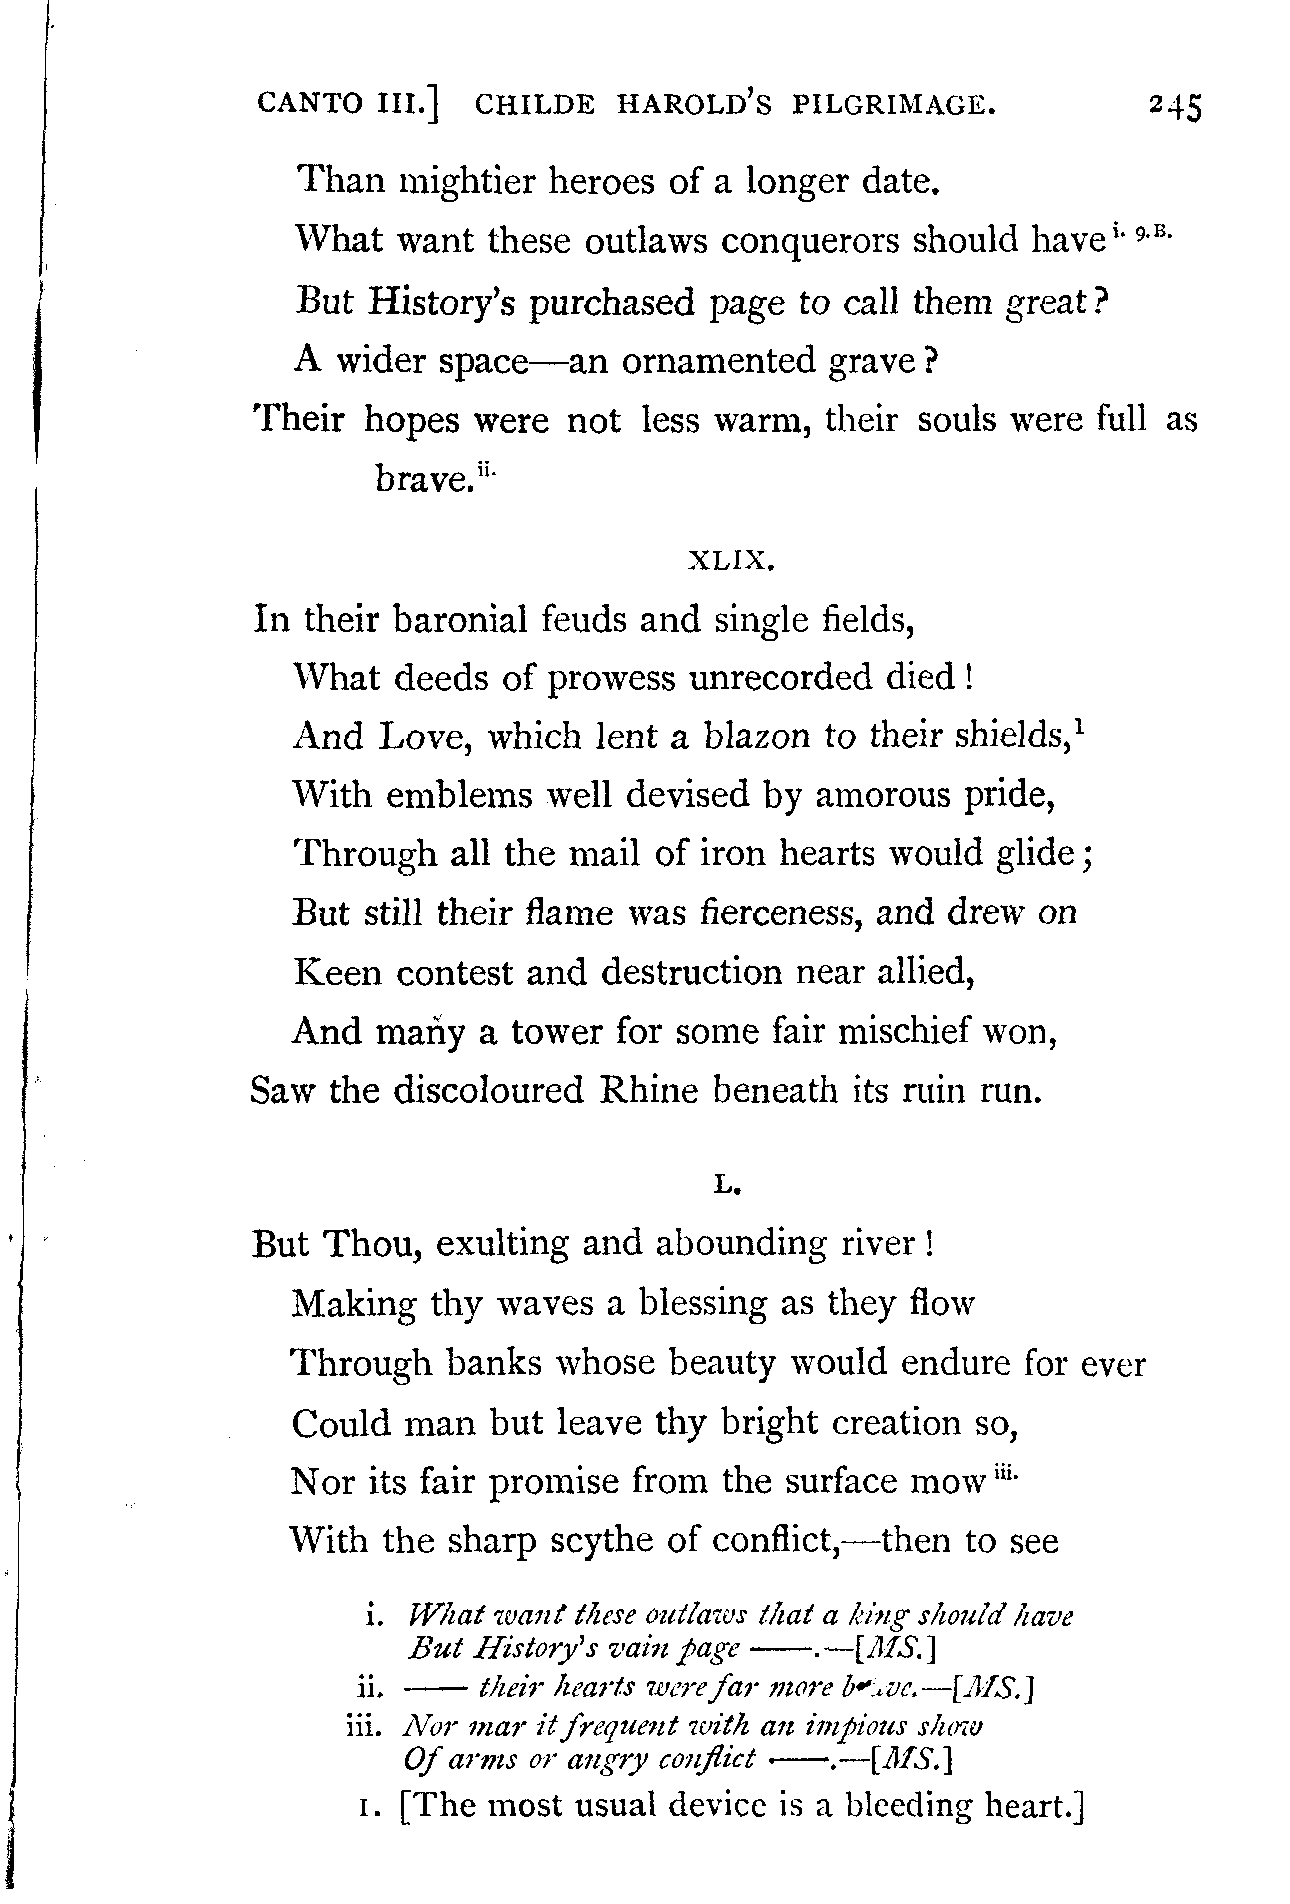 CANTO III.] CHILDE HAROLD'S PILGRIMAGE. 245
Than mightier heroes of a longer date.
What want these outlaws conquerors should have i. 9.B.
But History's purchased page to call them great?
A wider space—an ornamented grave?
Their hopes were not less warm, their souls were full as
brave.ii.
XLIX.
In their baronial feuds and single fields,
What deeds of prowess unrecorded died!
And Love, which lent a blazon to their shields,1
With emblems well devised by amorous pride,
Through all the mail of iron hearts would glide;
But still their flame was fierceness, and drew on
Keen contest and destruction near allied,
And many a tower for some fair mischief won,
Saw the discoloured Rhine beneath its ruin run.
L.
But Thou, exulting and abounding river!
Making thy waves a blessing as they flow
Through banks whose beauty would endure for ever
Could man but leave thy bright creation so,
Nor its fair promise from the surface mow iii.
With the sharp scythe of conflict,—then to see
i. What want these outlaws that a king should have
But History's vain page ——.—[MS.]
ii. —— their hearts were far more brave.—[MS.]
iii. Nor mar it frequent with an impious show
Of arms or angry conflict ——.—[MS.]
1. [The most usual device is a bleeding heart.]